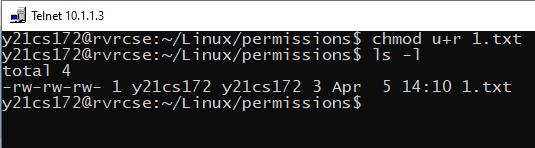 Telnet 10.1.1.3
y21cs172@rvrcse:~/Linux/permissions$ chmod u+r 1.txt
y21cs172@rvrcse:~/Linux/permissions$ ls -l
total 4
-rw-rw-rw- 1 y21cs172 y21cs172 3 Apr  5 14:10 1.txt
y21cs172@rvrcse:~/Linux/permissions$